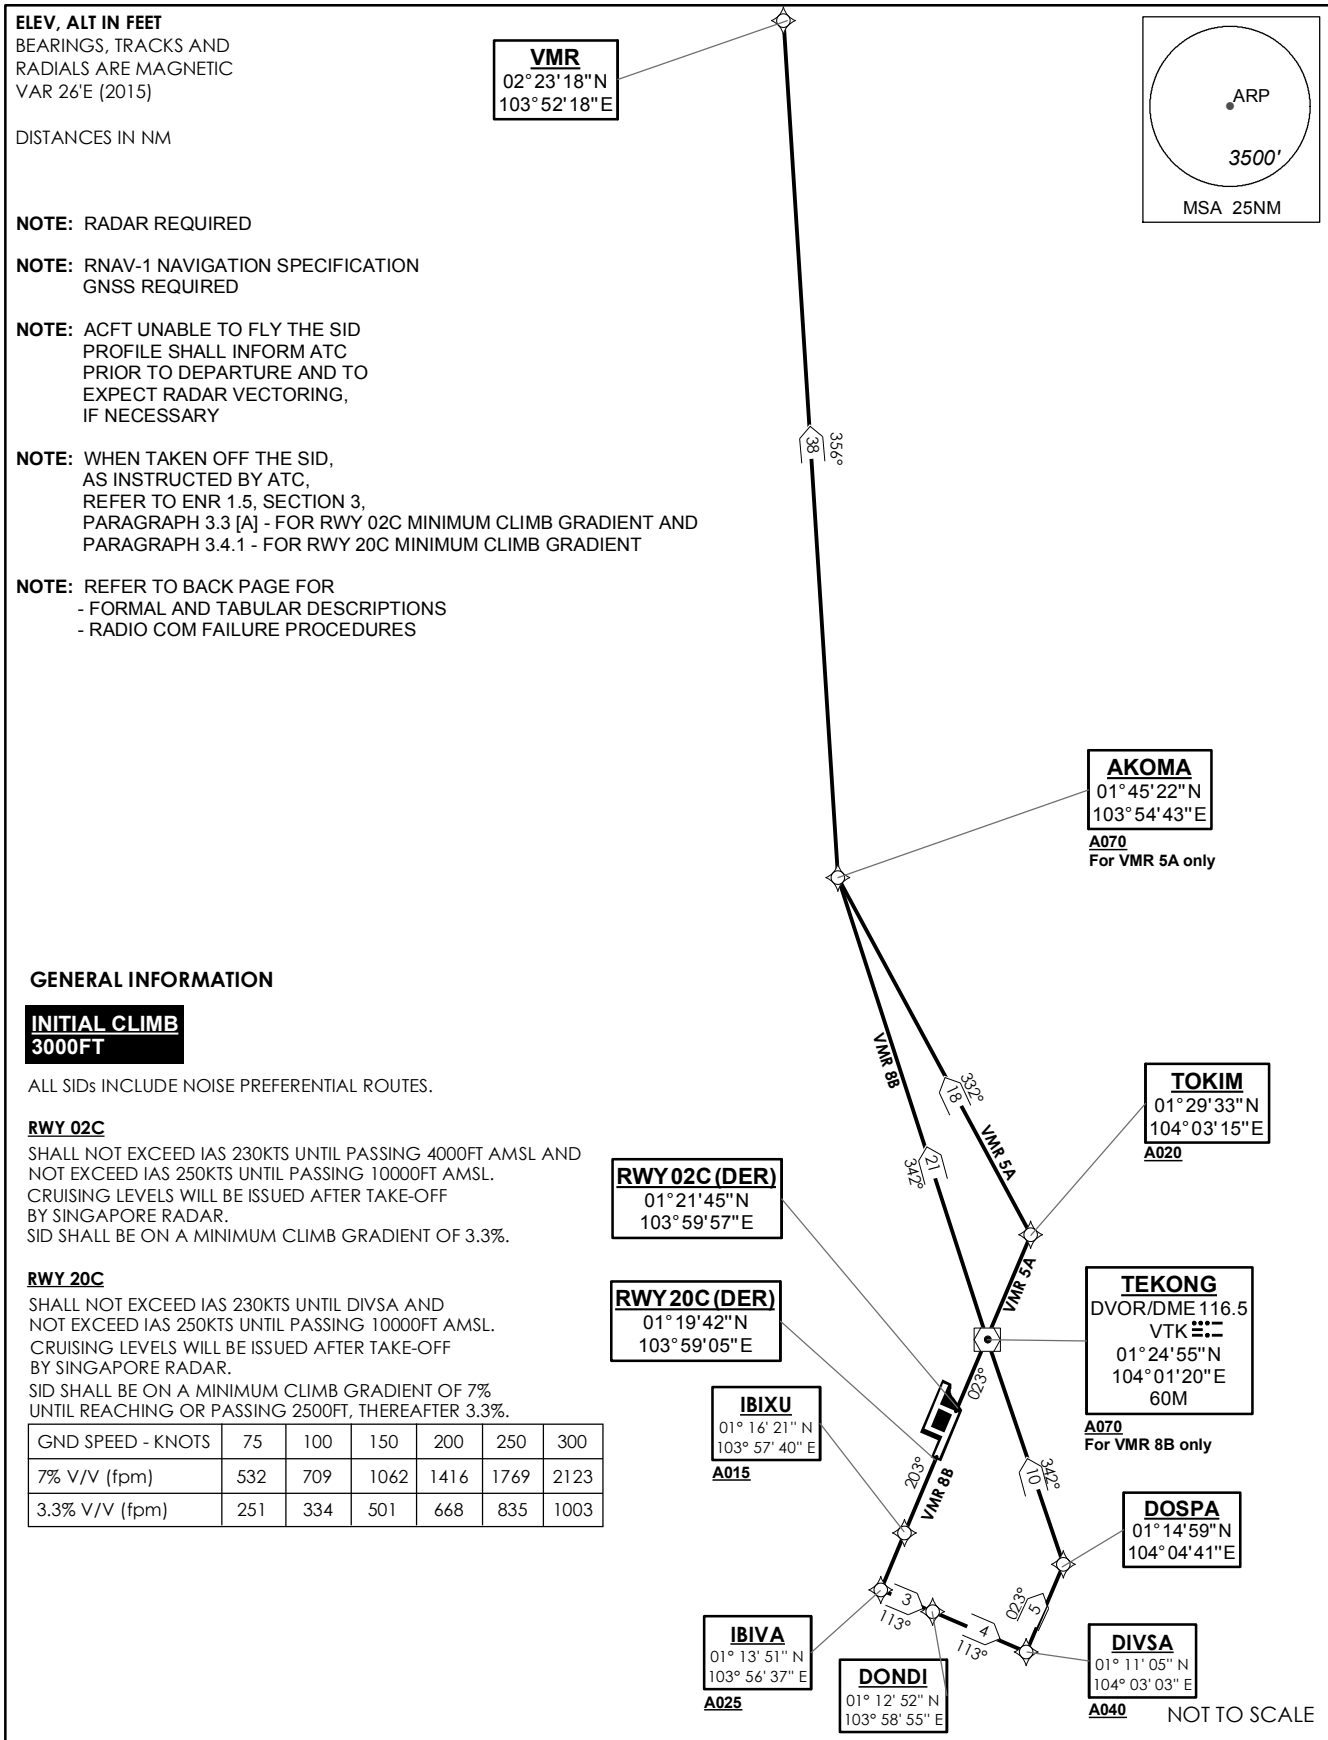 ELEV, ALT IN FEET
BEARINGS, TRACKS AND
RADIALS ARE MAGNETIC
VAR 26'E (2015)
DISTANCES IN NM
NOTE: RADAR REQUIRED
NOTE: RNAV-1 NAVIGATION SPECIFICATION
GNSS REQUIRED
NOTE: ACFT UNABLE TO FLY THE SID
PROFILE SHALL INFORM ATC
PRIOR TO DEPARTURE AND TO
EXPECT RADAR VECTORING,
IF NECESSARY
NOTE: WHEN TAKEN OFF THE SID,
AS INSTRUCTED BY ATC,
REFER TO ENR 1.5, SECTION 3,
PARAGRAPH 3.3 [A] - FOR RWY 02C MINIMUM CLIMB GRADIENT AND
PARAGRAPH 3.4.1 - FOR RWY 20C MINIMUM CLIMB GRADIENT
NOTE: REFER TO BACK PAGE FOR
- FORMAL AND TABULAR DESCRIPTIONS
- RADIO COM FAILURE PROCEDURES
VMR
02°23'18"N
103°52'18"E
ARP
3500'
MSA 25NM
38
356°
AKOMA
01°45'22"N
103°54'43"E
A070
For VMR 5A only
GENERAL INFORMATION
INITIAL CLIMB
3000FT
ALL SIDs INCLUDE NOISE PREFERENTIAL ROUTES.
RWY 02C
SHALL NOT EXCEED IAS 230KTS UNTIL PASSING 4000FT AMSL AND
NOT EXCEED IAS 250KTS UNTIL PASSING 10000FT AMSL.
CRUISING LEVELS WILL BE ISSUED AFTER TAKE-OFF
BY SINGAPORE RADAR.
SID SHALL BE ON A MINIMUM CLIMB GRADIENT OF 3.3%.
RWY 20C
SHALL NOT EXCEED IAS 230KTS UNTIL DIVSA AND
NOT EXCEED IAS 250KTS UNTIL PASSING 10000FT AMSL.
CRUISING LEVELS WILL BE ISSUED AFTER TAKE-OFF
BY SINGAPORE RADAR.
SID SHALL BE ON A MINIMUM CLIMB GRADIENT OF 7%
UNTIL REACHING OR PASSING 2500FT, THEREAFTER 3.3%.
GND SPEED - KNOTS 75 100 150 200 250 300
7% V/V (fpm) 532 709 1062 1416 1769 2123
3.3% V/V (fpm) 251 334 501 668 835 1003
VMR 8B
332°
18
VMR 5A
21
342°
TOKIM
01°29'33"N
104°03'15"E
A020
RWY 02C (DER)
01°21'45"N
103°59'57"E
VMR 5A
RWY 20C (DER)
01°19'42"N
103°59'05"E
TEKONG
DVOR/DME 116.5
VTK
01°24'55"N
104°01'20"E
60M
A070
For VMR 8B only
023°
IBIXU
01° 16' 21" N
103° 57' 40" E
A015
203°
VMR 8B
342°
10
DOSPA
01°14'59"N
104°04'41"E
3
113°
4
113°
023°
5
IBIVA
01° 13' 51" N
103° 56' 37" E
A025
DONDI
01° 12' 52" N
103° 58' 55" E
DIVSA
01° 11' 05" N
104° 03' 03" E
A040
NOT TO SCALE